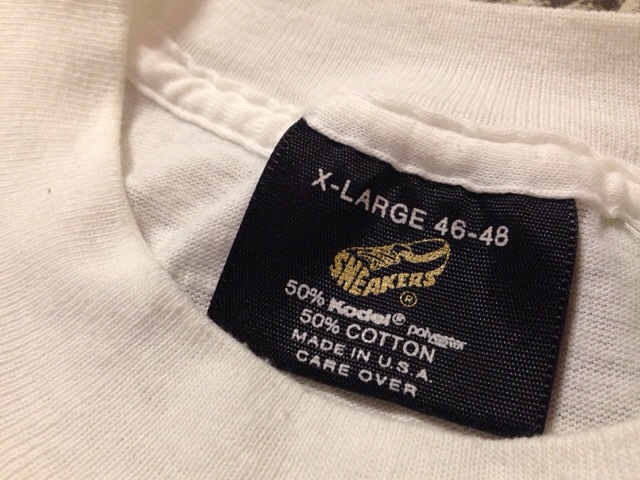 X-LARGE 46-48
SNEAKERS ®
50% Kodel® polyester
50% COTTON
MADE IN U.S.A.
CARE OVER